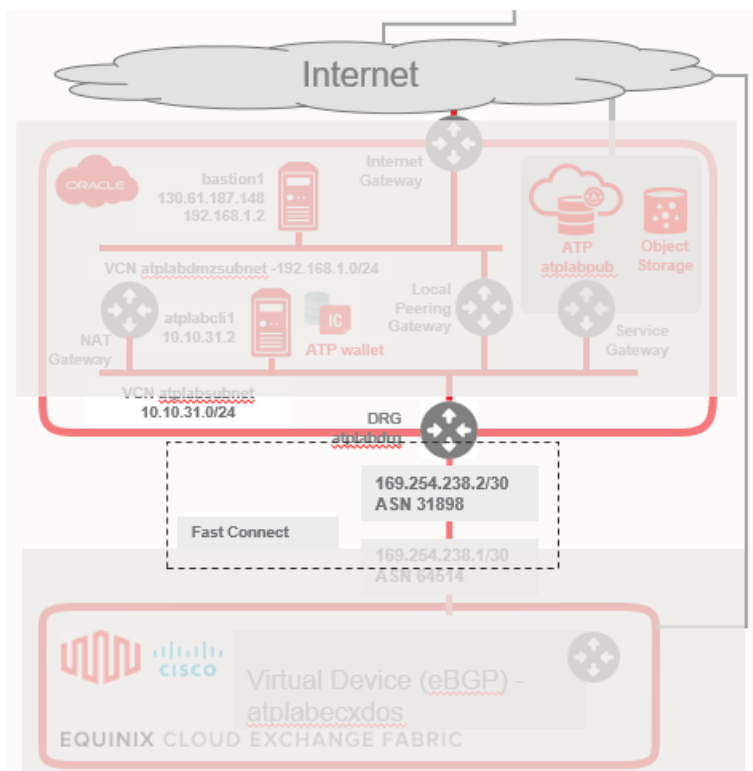 Internet
ORACLE
bastion1
130.61.187.148
192.168.1.2
Internet
Gateway
ATP
atplabpub
Object
Storage
VCN atplabdmzsubnet -192.168.1.0/24
NAT
Gateway
atplabcli1
10.10.31.2
IC
ATP wallet
Local
Peering
Gateway
Service
Gateway
VCN atplabsubnet
10.10.31.0/24
DRG
atplabdrg
169.254.238.2/30
ASN 31898
Fast Connect
169.254.238.1/30
ASN 64514
CISCO
Virtual Device (eBGP) -
atplabecxdos
EQUINIX CLOUD EXCHANGE FABRIC